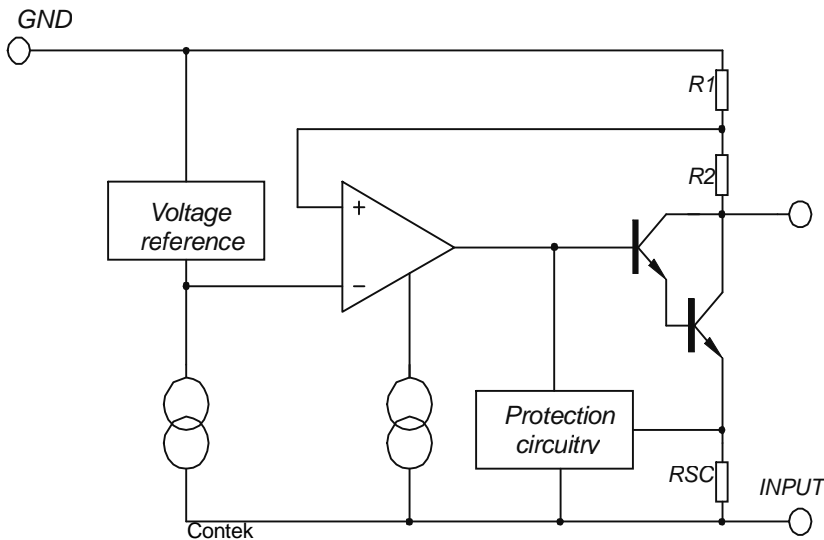 GND
R1
R2
Voltage
reference
+
−
Protection
circuitry
RSC
INPUT
Contek